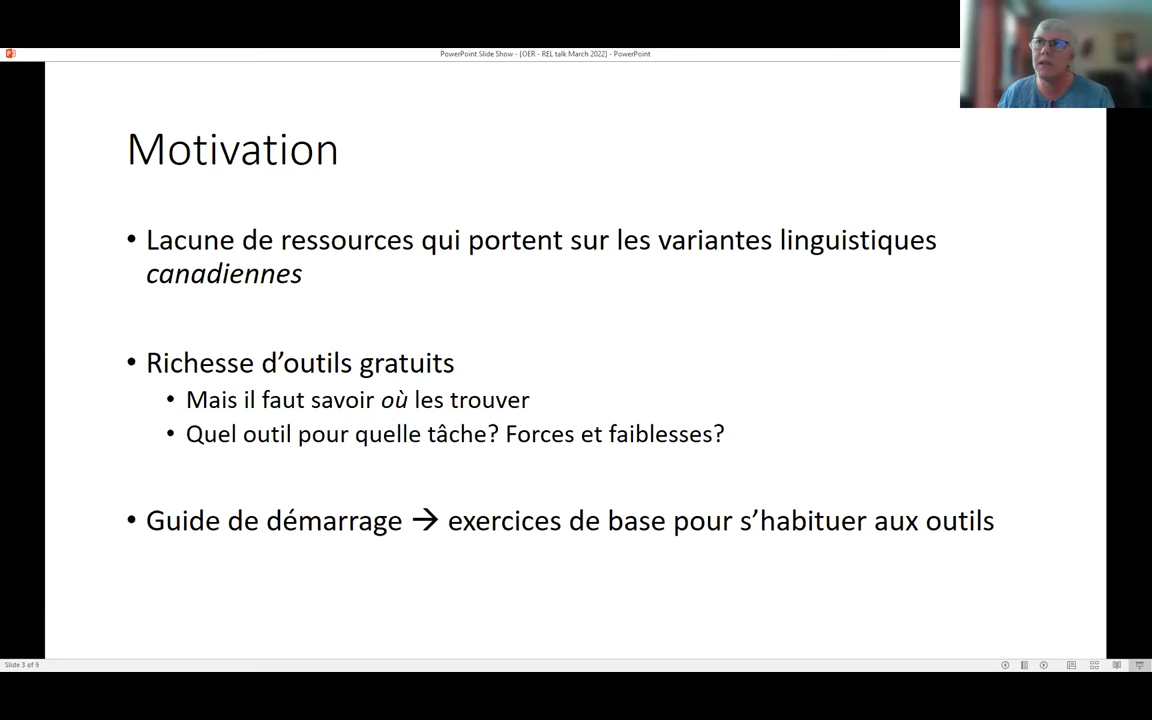 PowerPoint Slide Show - [OER - REL talk March 2022] - PowerPoint
Motivation
• Lacune de ressources qui portent sur les variantes linguistiques
canadiennes
• Richesse d’outils gratuits
• Mais il faut savoir où les trouver
• Quel outil pour quelle tâche? Forces et faiblesses?
• Guide de démarrage → exercices de base pour s’habituer aux outils
Slide 3 of 9